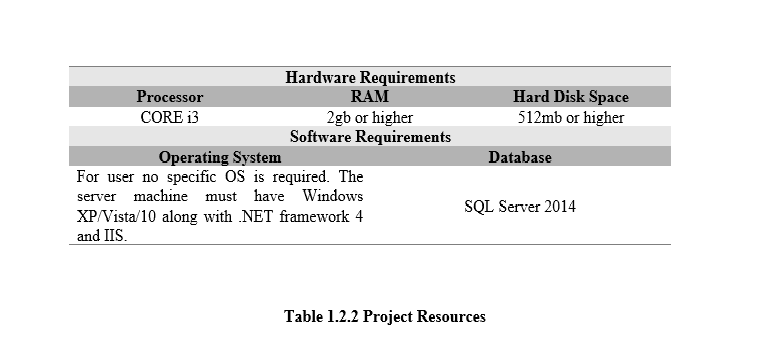 Hardware Requirements
Processor RAM Hard Disk Space
CORE i3 2gb or higher 512mb or higher
Software Requirements
Operating System Database
For user no specific OS is required. The
server machine must have Windows
XP/Vista/10 along with .NET framework 4
and IIS.
SQL Server 2014
Table 1.2.2 Project Resources